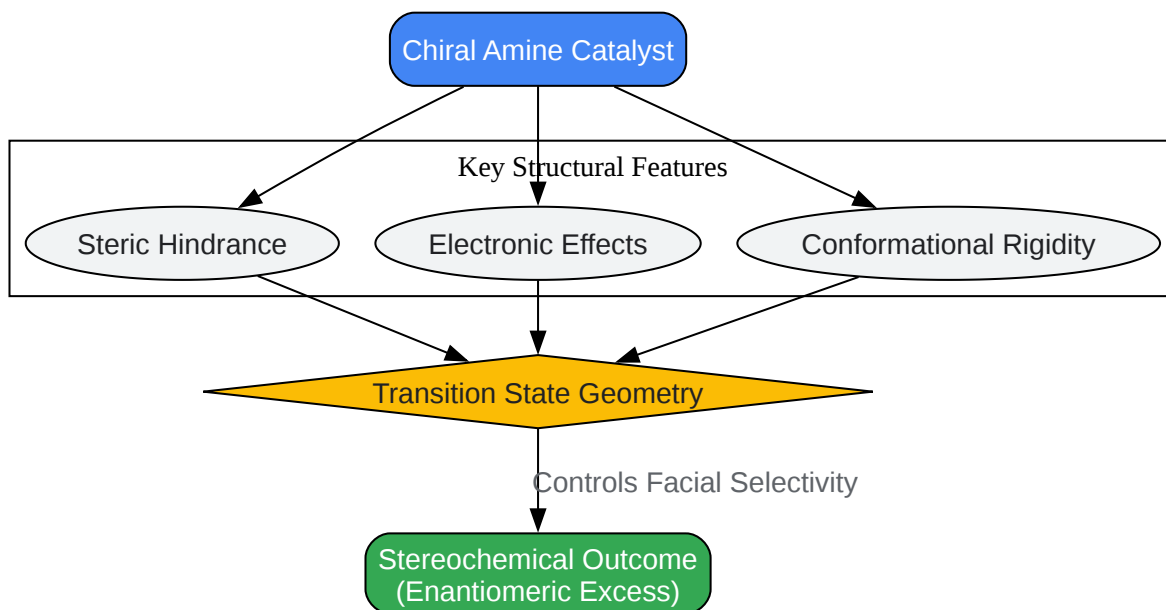 Chiral Amine Catalyst
Key Structural Features
Steric Hindrance
Electronic Effects
Conformational Rigidity
Transition State Geometry
Controls Facial Selectivity
Stereochemical Outcome
(Enantiomeric Excess)